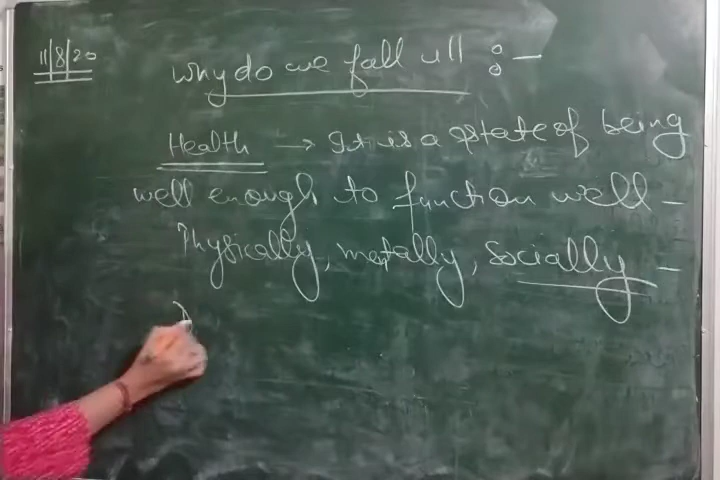 11/8/20
Why do we fall ill :-
Health → It is a state of being
well enough to function well -
Physically, mentally, Socially -